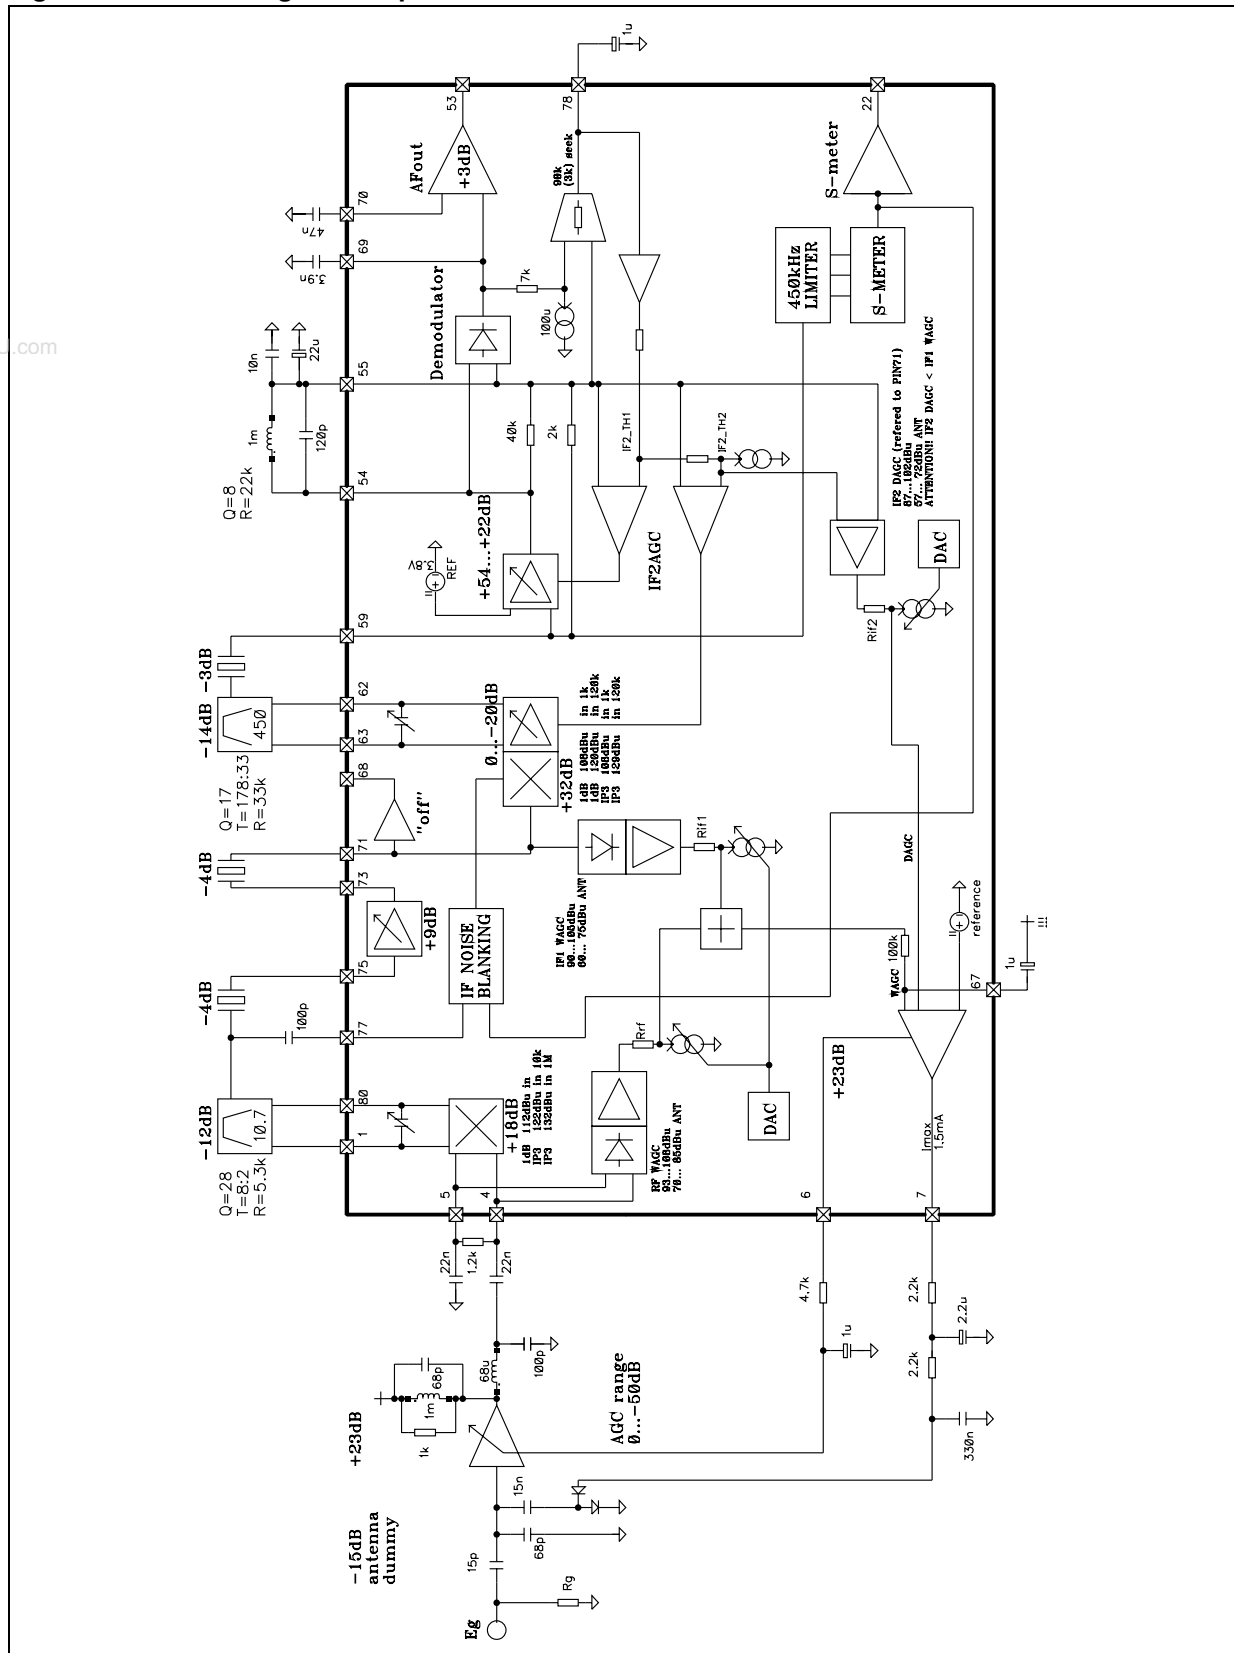 J.com
Eg
Rg
-15dB
antenna
dummy
15p
68p
15n
+23dB
1k
1m
68p
68u
100p
AGC range
0...-50dB
330n
2.2k
2.2u
2.2k
4.7k
1u
22n
1.2k
22n
5
4
6
7
-12dB
10.7
Q=28
T=8:2
R=5.3k
1
80
+18dB
1dB 112dBu in
IP3 122dBu in 10k
IP3 132dBu in 1M
RF WAGC
93...108dBu
70... 85dBu ANT
Rrf
DAC
+23dB
Imax
1.5mA
100p
77
-4dB
75
IF NOISE
BLANKING
+9dB
73
-4dB
71
"off"
68
IF1 WAGC
90...105dBu
60... 75dBu ANT
Rif1
WAGC
100k
DAGC
reference
67
1u
!!!
Q=17
T=178:33
R=33k
-14dB
450
-3dB
63
62
59
0...-20dB
+32dB
1dB 108dBu in 1k
1dB 120dBu in 120k
IP3 108dBu in 1k
IP3 129dBu in 120k
3.8V
REF
+54...+22dB
IF2AGC
Q=8
R=22k
1m
120p
10n
22u
54
55
40k
2k
IF2_TH1
IF2_TH2
Rif2
DAC
IF2 DAGC (refered to PIN71)
87...102dBu
57... 72dBu ANT
ATTENTION!! IF2 DAGC < IF1 WAGC
Demodulator
7k
100u
3.9n
69
47n
70
AFout
+3dB
53
90k
(3k) seek
78
1u
450kHz
LIMITER
S-METER
S-meter
22